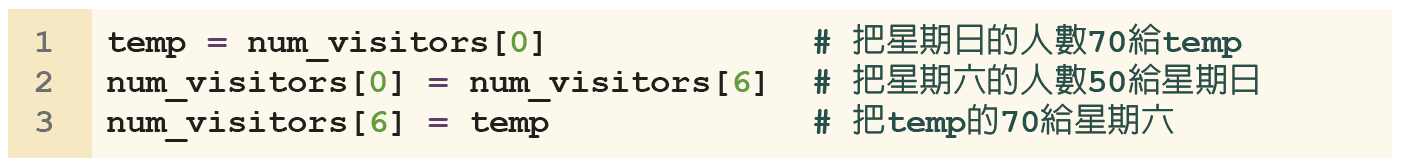 1 temp = num_visitors[0] # 把星期日的人數70給temp
2 num_visitors[0] = num_visitors[6] # 把星期六的人數50給星期日
3 num_visitors[6] = temp # 把temp的70給星期六